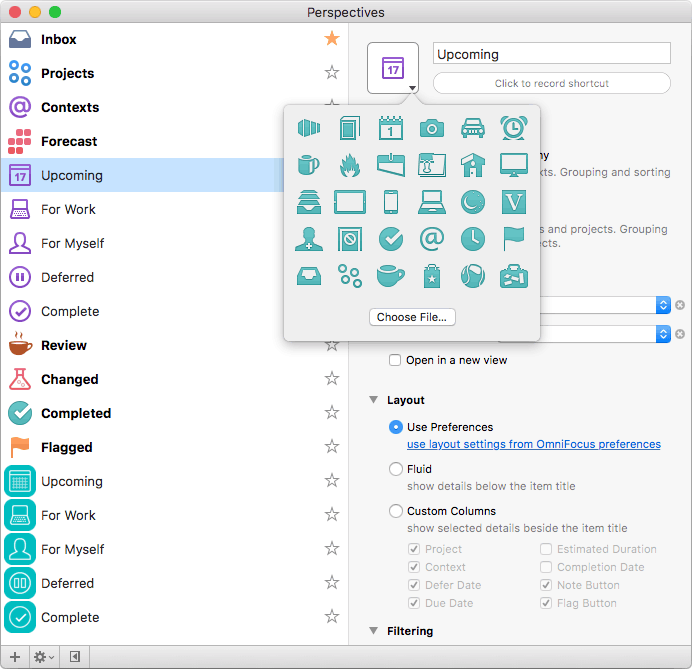 Perspectives
Inbox
Projects
Contexts
Forecast
17
Upcoming
For Work
For Myself
Deferred
Complete
Review
Changed
Completed
Flagged
Upcoming
For Work
For Myself
Deferred
Complete
17
Upcoming
Click to record shortcut
1
V
@
Choose File...
Grouping and sorting
and projects. Grouping
Open in a new view
Layout
Use Preferences
use layout settings from OmniFocus preferences
Fluid
show details below the item title
Custom Columns
show selected details beside the item title
Project
Estimated Duration
Context
Completion Date
Defer Date
Note Button
Due Date
Flag Button
Filtering